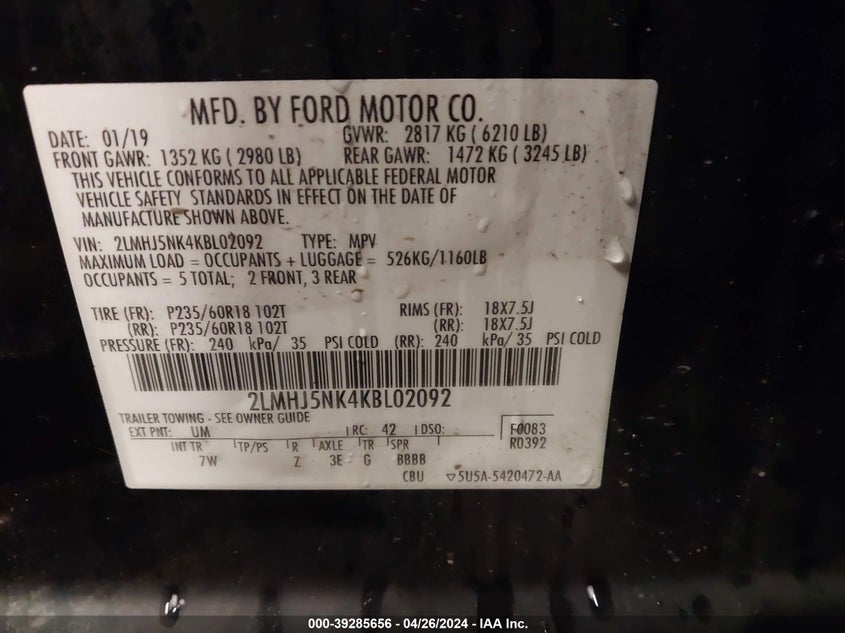 MFD. BY FORD MOTOR CO.
DATE: 01/19 GVWR: 2817 KG ( 6210 LB)
FRONT GAWR: 1352 KG ( 2980 LB) REAR GAWR: 1472 KG ( 3245 LB)
THIS VEHICLE CONFORMS TO ALL APPLICABLE FEDERAL MOTOR
VEHICLE SAFETY STANDARDS IN EFFECT ON THE DATE OF
MANUFACTURE SHOWN ABOVE.
VIN: 2LMHJ5NK4KBL02092 TYPE: MPV
MAXIMUM LOAD = OCCUPANTS + LUGGAGE = 526KG/1160LB
OCCUPANTS = 5 TOTAL; 2 FRONT, 3 REAR
TIRE (FR): P235/60R18 102T RIMS (FR): 18X7.5J
(RR): P235/60R18 102T (RR): 18X7.5J
PRESSURE (FR): 240 kPa/ 35 PSI COLD (RR): 240 kPa/ 35 PSI COLD
2LMHJ5NK4KBL02092
TRAILER TOWING - SEE OWNER GUIDE
EXT PNT: UM RC: 42 DSO: F0083
R0392
INT TR TP/PS R AXLE TR SPR
7W Z 3E G BBBB
CBU ▽5U5A-5420472-AA
000-39285656 - 04/26/2024 - IAA Inc.